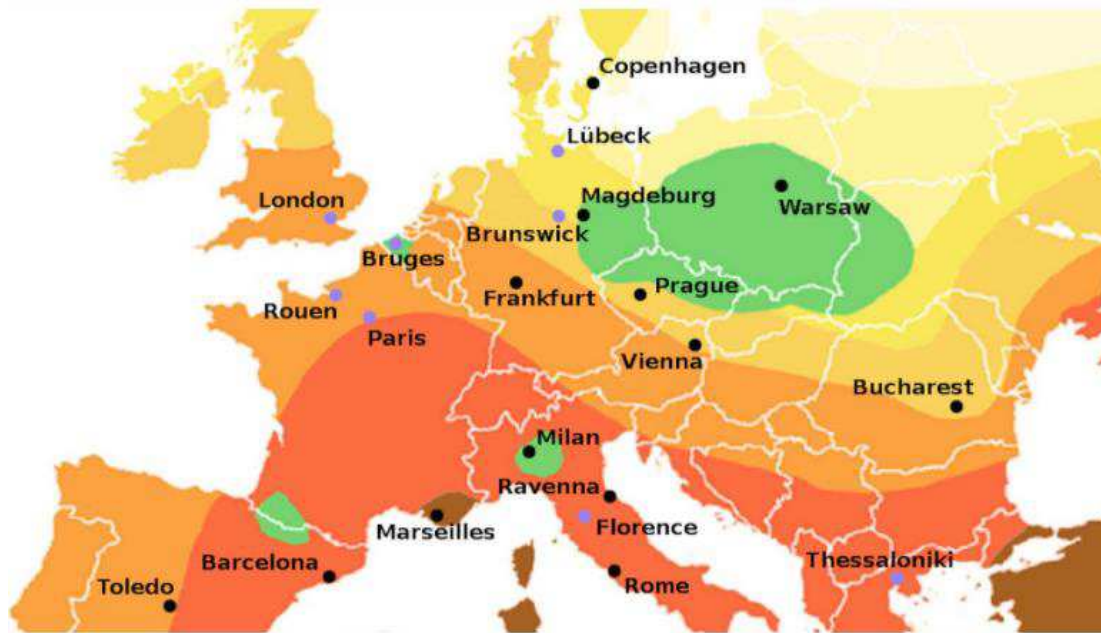 Copenhagen
Lübeck
London
Magdeburg
Warsaw
Brunswick
Bruges
Frankfurt
Prague
Rouen
Paris
Vienna
Bucharest
Milan
Ravenna
Marseilles
Florence
Barcelona
Thessaloniki
Toledo
Rome